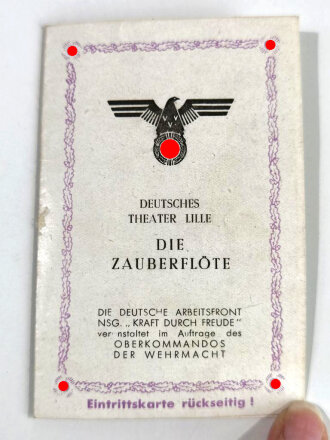 DEUTSCHES
THEATER LILLE
DIE
ZAUBERFLÖTE
DIE DEUTSCHE ARBEITSFRONT
NSG. „KRAFT DURCH FREUDE"
veranstaltet im Auftrage des
OBERKOMMANDOS
DER WEHRMACHT
Eintrittskarte rückseitig !